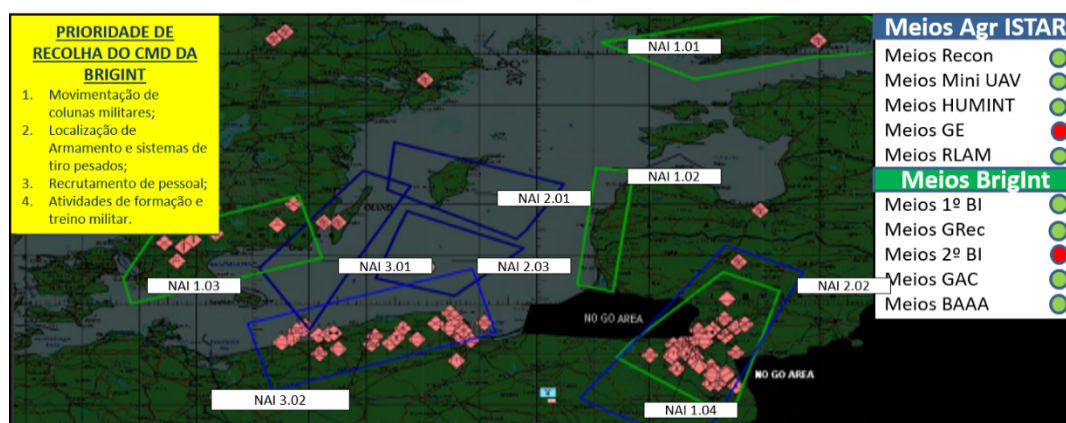 PRIORIDADE DE
RECOLHA DO CMD DA
BRIGINT
1. Movimentação de
colunas militares;
2. Localização de
Armamento e sistemas de
tiro pesados;
3. Recrutamento de pessoal;
4. Atividades de formação e
treino militar.
NAI 1.01
NAI 1.02
NAI 2.01
NAI 3.01
NAI 2.03
NAI 1.03
NAI 2.02
NO GO AREA
NO GO AREA
NAI 3.02
NAI 1.04
Meios Agr ISTAR
Meios Recon
Meios Mini UAV
Meios HUMINT
Meios GE
Meios RLAM
Meios BrigInt
Meios 1º BI
Meios GRec
Meios 2º BI
Meios GAC
Meios BAAA